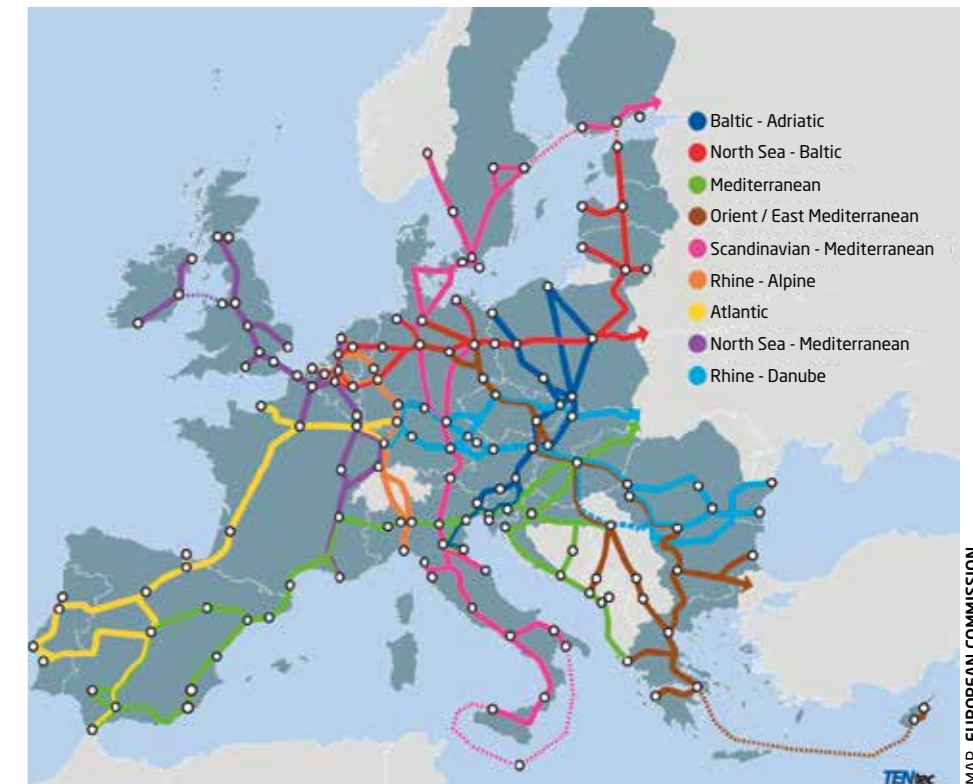 Baltic - Adriatic
North Sea - Baltic
Mediterranean
Orient / East Mediterranean
Scandinavian - Mediterranean
Rhine - Alpine
Atlantic
North Sea - Mediterranean
Rhine - Danube
TENtec
MAP EUROPEAN COMMISSION